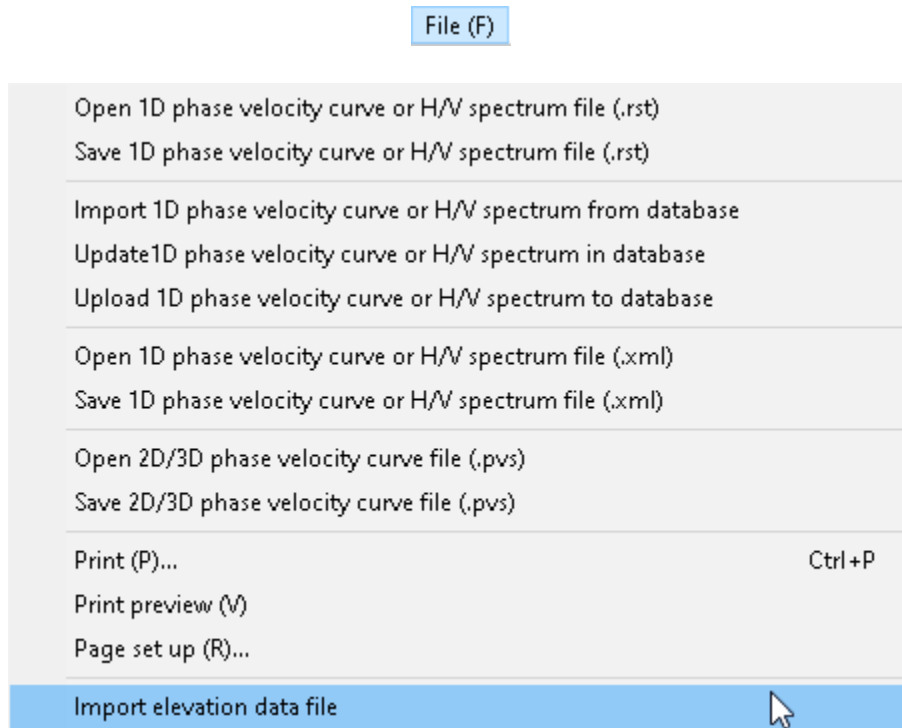 File (F)
Open 1D phase velocity curve or H/V spectrum file (.rst)
Save 1D phase velocity curve or H/V spectrum file (.rst)
Import 1D phase velocity curve or H/V spectrum from database
Update1D phase velocity curve or H/V spectrum in database
Upload 1D phase velocity curve or H/V spectrum to database
Open 1D phase velocity curve or H/V spectrum file (.xml)
Save 1D phase velocity curve or H/V spectrum file (.xml)
Open 2D/3D phase velocity curve file (.pvs)
Save 2D/3D phase velocity curve file (.pvs)
Print (P)... Ctrl+P
Print preview (V)
Page set up (R)...
Import elevation data file